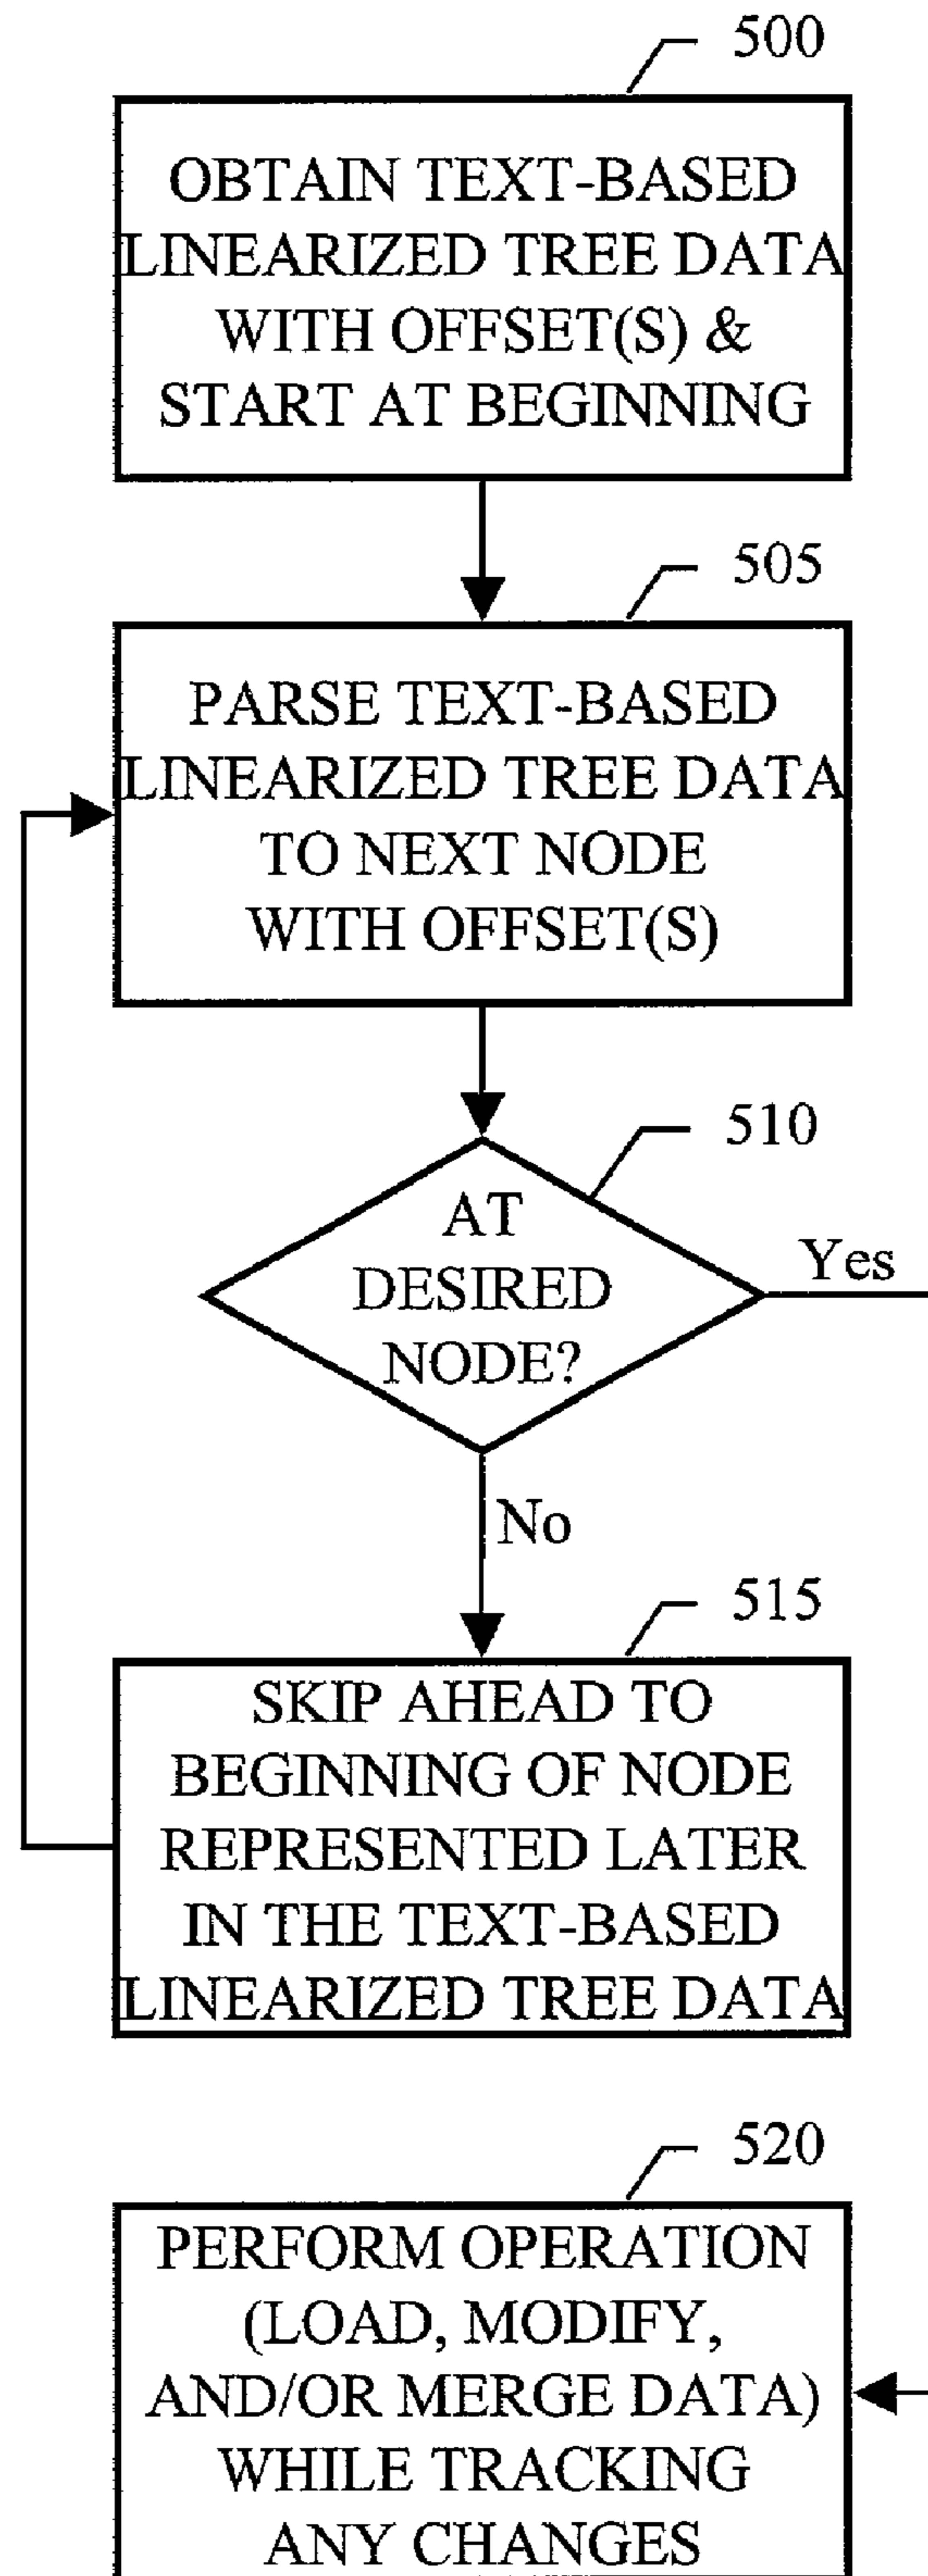 500
OBTAIN TEXT-BASED
LINEARIZED TREE DATA
WITH OFFSET(S) &
START AT BEGINNING
505
PARSE TEXT-BASED
LINEARIZED TREE DATA
TO NEXT NODE
WITH OFFSET(S)
510
AT
DESIRED
NODE?
Yes
No
515
SKIP AHEAD TO
BEGINNING OF NODE
REPRESENTED LATER
IN THE TEXT-BASED
LINEARIZED TREE DATA
520
PERFORM OPERATION
(LOAD, MODIFY,
AND/OR MERGE DATA)
WHILE TRACKING
ANY CHANGES